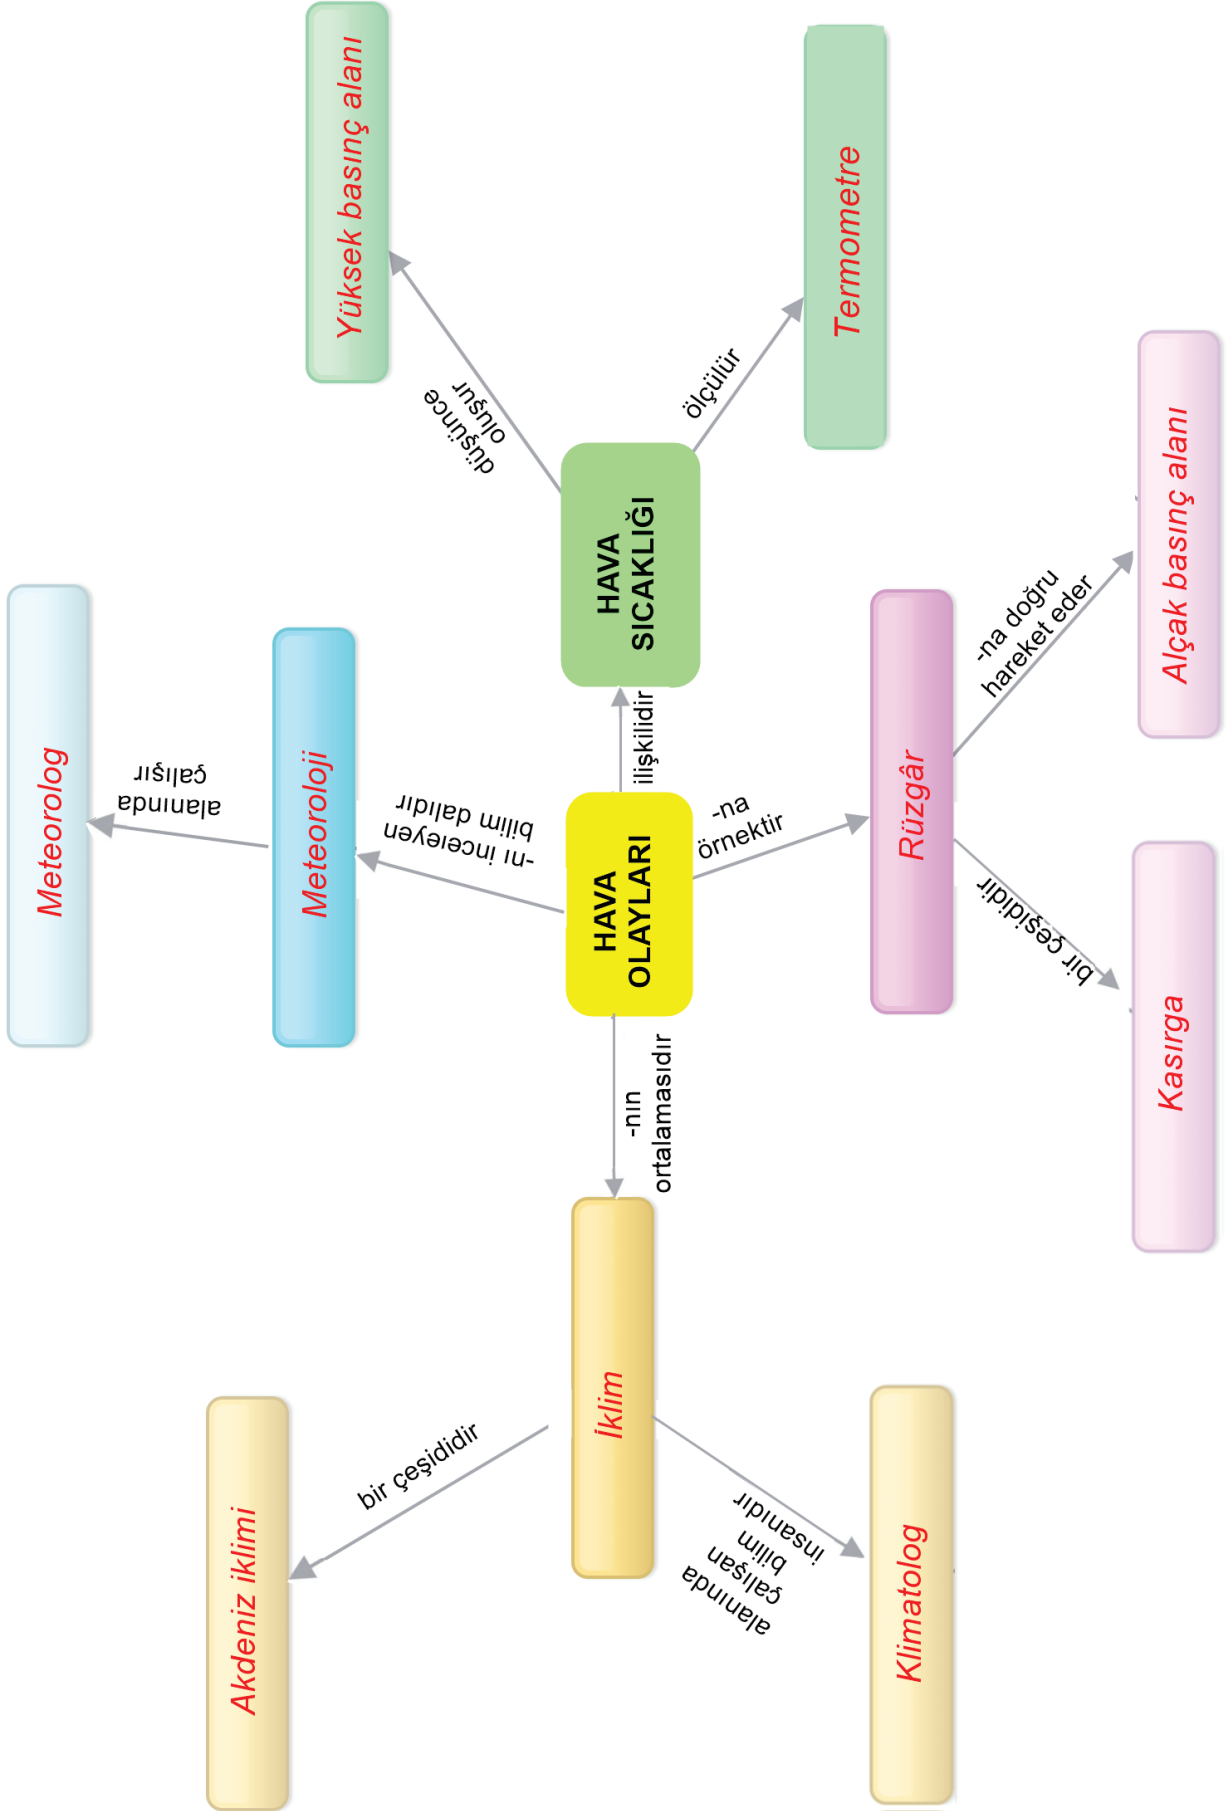 Meteorolog
alanında
çalışır
Meteoroloji
-nı inceleyen
bilim dalıdır
Akdeniz iklimi
bir çeşididir
İklim
-nın
ortalamasıdır
HAVA
OLAYLARI
ilişkilidir
HAVA
SICAKLIĞI
düşünce
oluşur
Yüksek basınç alanı
ölçülür
Termometre
alanında
çalışan
bilim
insanıdır
Klimatolog
-na
örnektir
Rüzgâr
bir çeşididir
Kasırga
-na doğru
hareket eder
Alçak basınç alanı